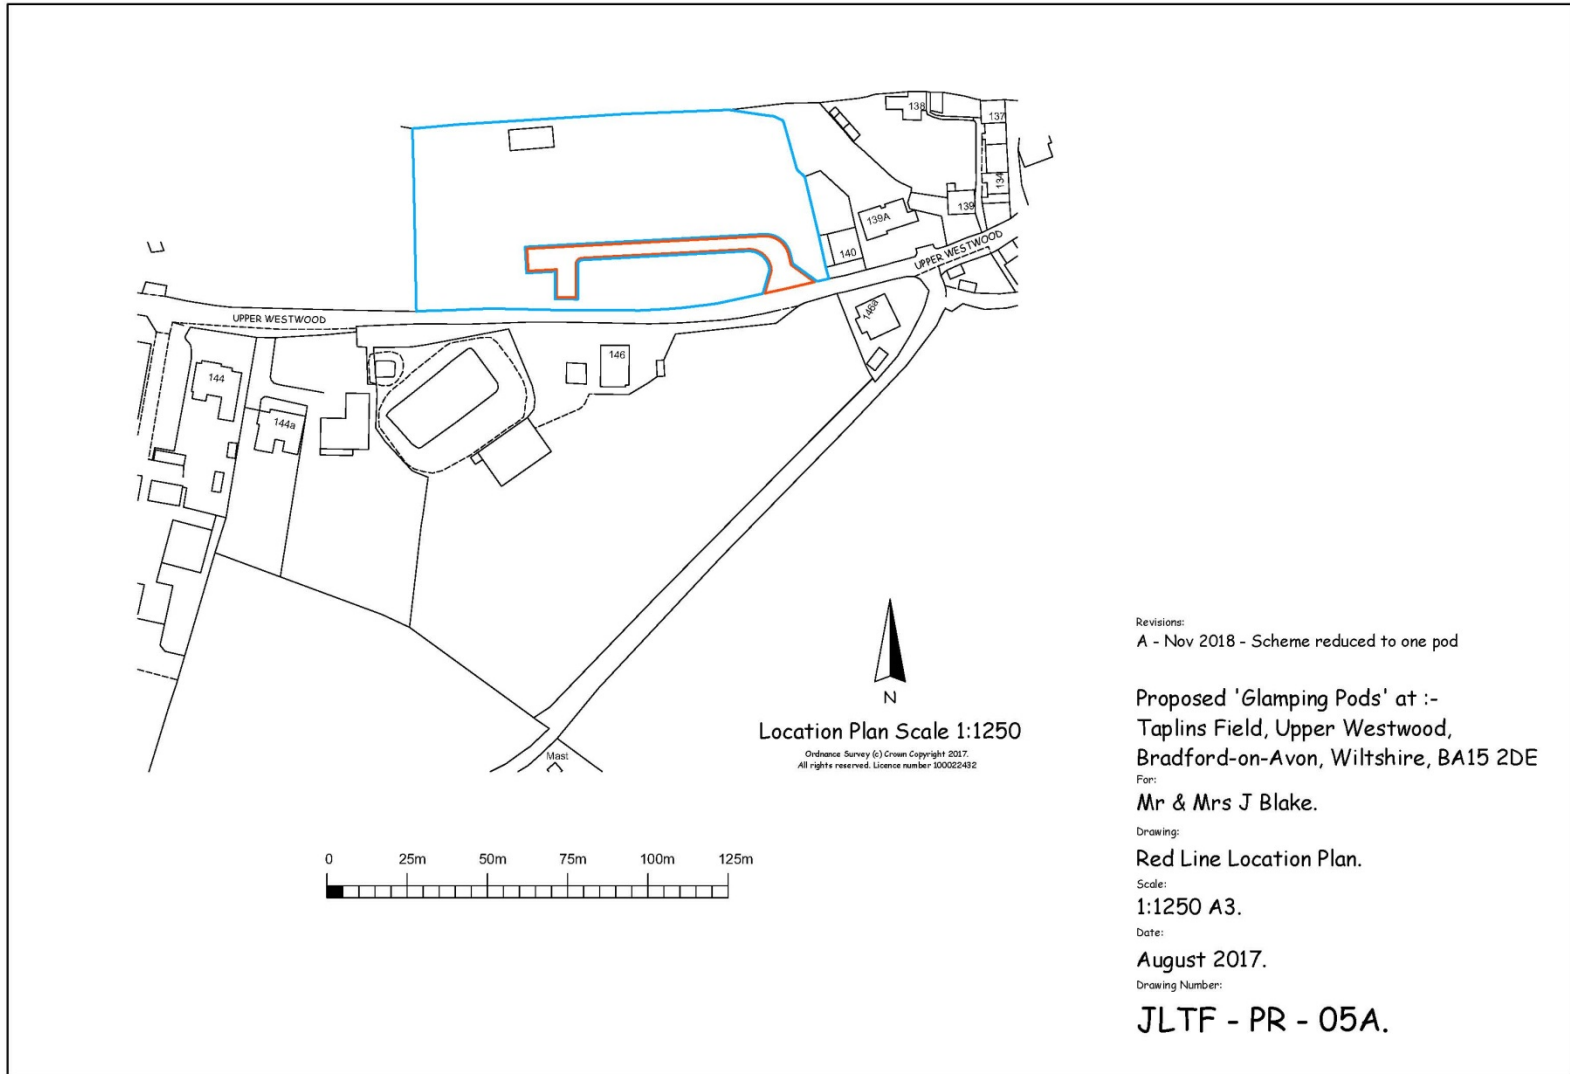 138
137
134
139
139A
140
UPPER WESTWOOD
146a
UPPER WESTWOOD
146
144
144a
N
Location Plan Scale 1:1250
Ordnance Survey (c) Crown Copyright 2017.
All rights reserved. Licence number 100022432
Mast
0 25m 50m 75m 100m 125m
Revisions:
A - Nov 2018 - Scheme reduced to one pod
Proposed 'Glamping Pods' at :-
Taplins Field, Upper Westwood,
Bradford-on-Avon, Wiltshire, BA15 2DE
For:
Mr & Mrs J Blake.
Drawing:
Red Line Location Plan.
Scale:
1:1250 A3.
Date:
August 2017.
Drawing Number:
JLTF - PR - 05A.